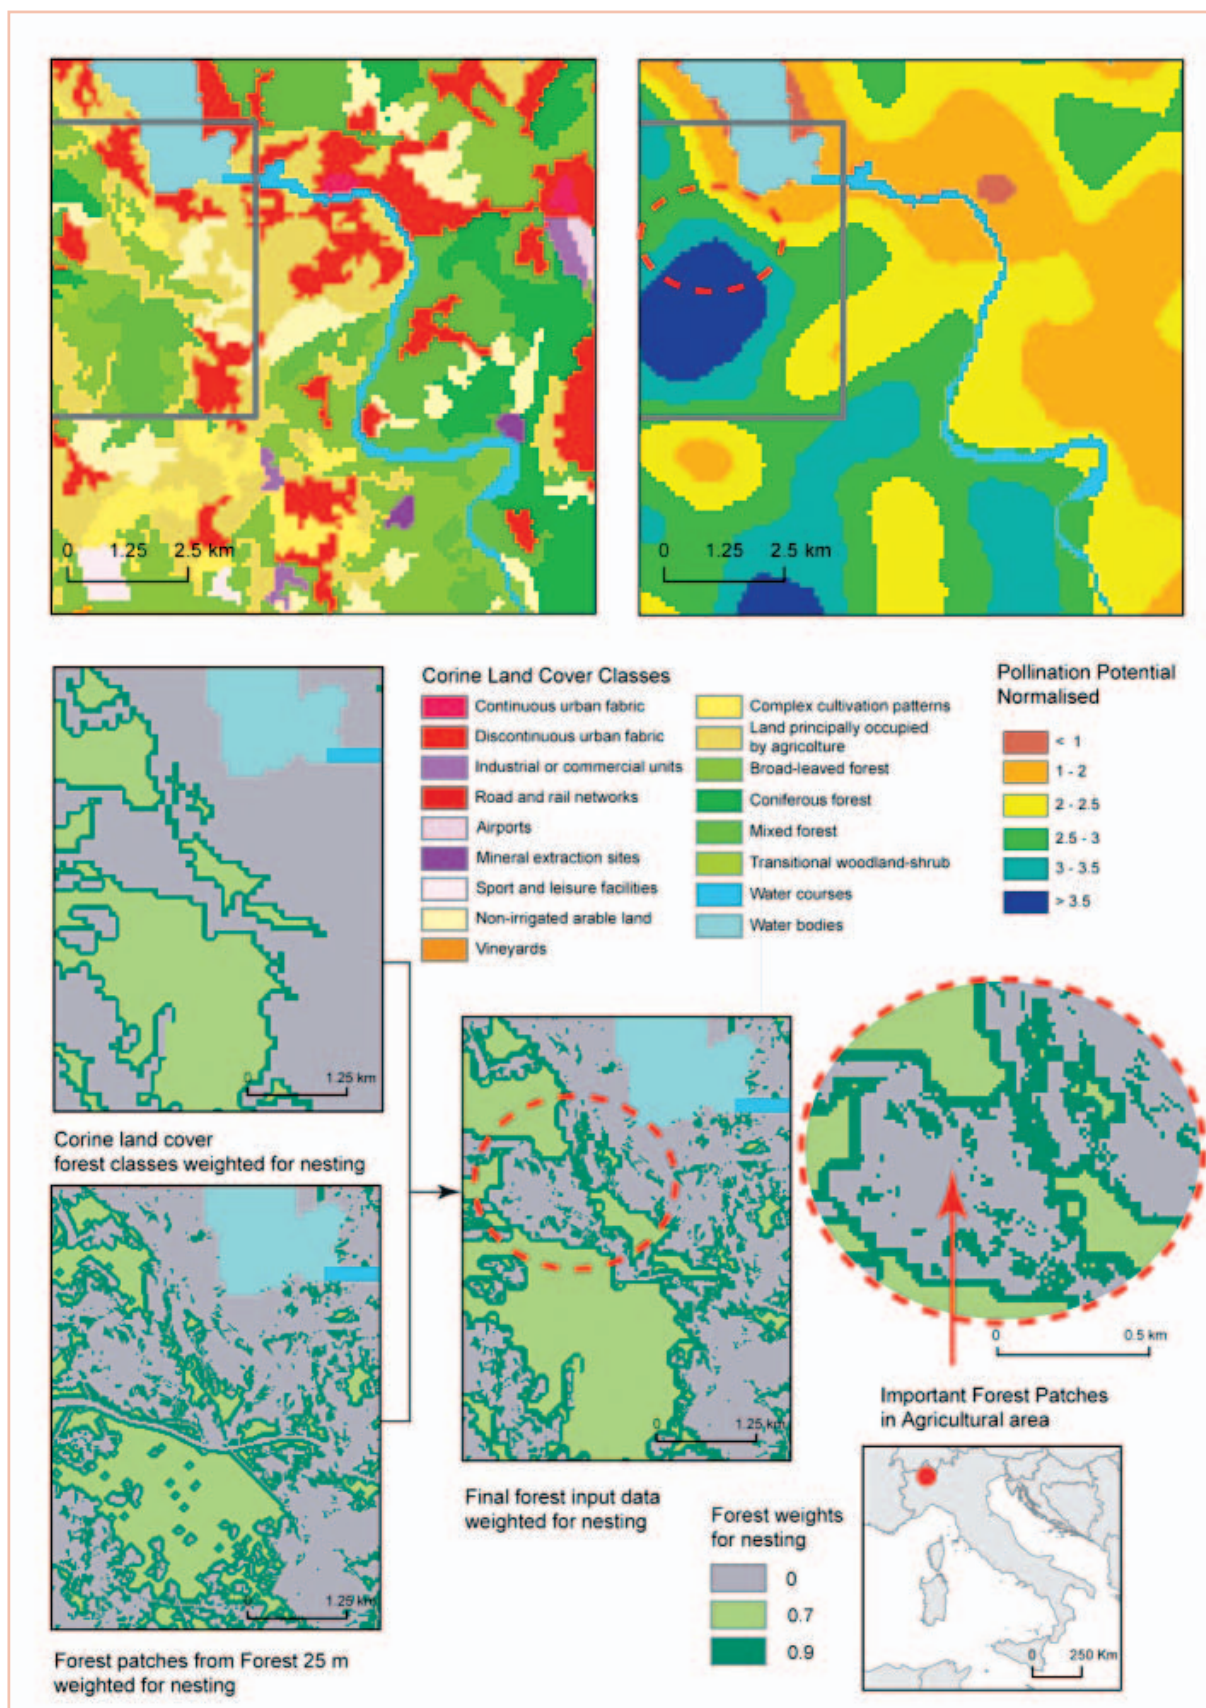 0 1.25 2.5 km
0 1.25 2.5 km
Corine Land Cover Classes
Continuous urban fabric
Discontinuous urban fabric
Industrial or commercial units
Road and rail networks
Airports
Mineral extraction sites
Sport and leisure facilities
Non-irrigated arable land
Vineyards
Complex cultivation patterns
Land principally occupied
by agricolture
Broad-leaved forest
Coniferous forest
Mixed forest
Transitional woodland-shrub
Water courses
Water bodies
Pollination Potential
Normalised
< 1
1 - 2
2 - 2.5
2.5 - 3
3 - 3.5
> 3.5
0 1.25 km
Corine land cover
forest classes weighted for nesting
0 1.25 km
Forest patches from Forest 25 m
weighted for nesting
0 1.25 km
Final forest input data
weighted for nesting
0 0.5 km
Important Forest Patches
in Agricultural area
Forest weights
for nesting
0
0.7
0.9
0 250 Km